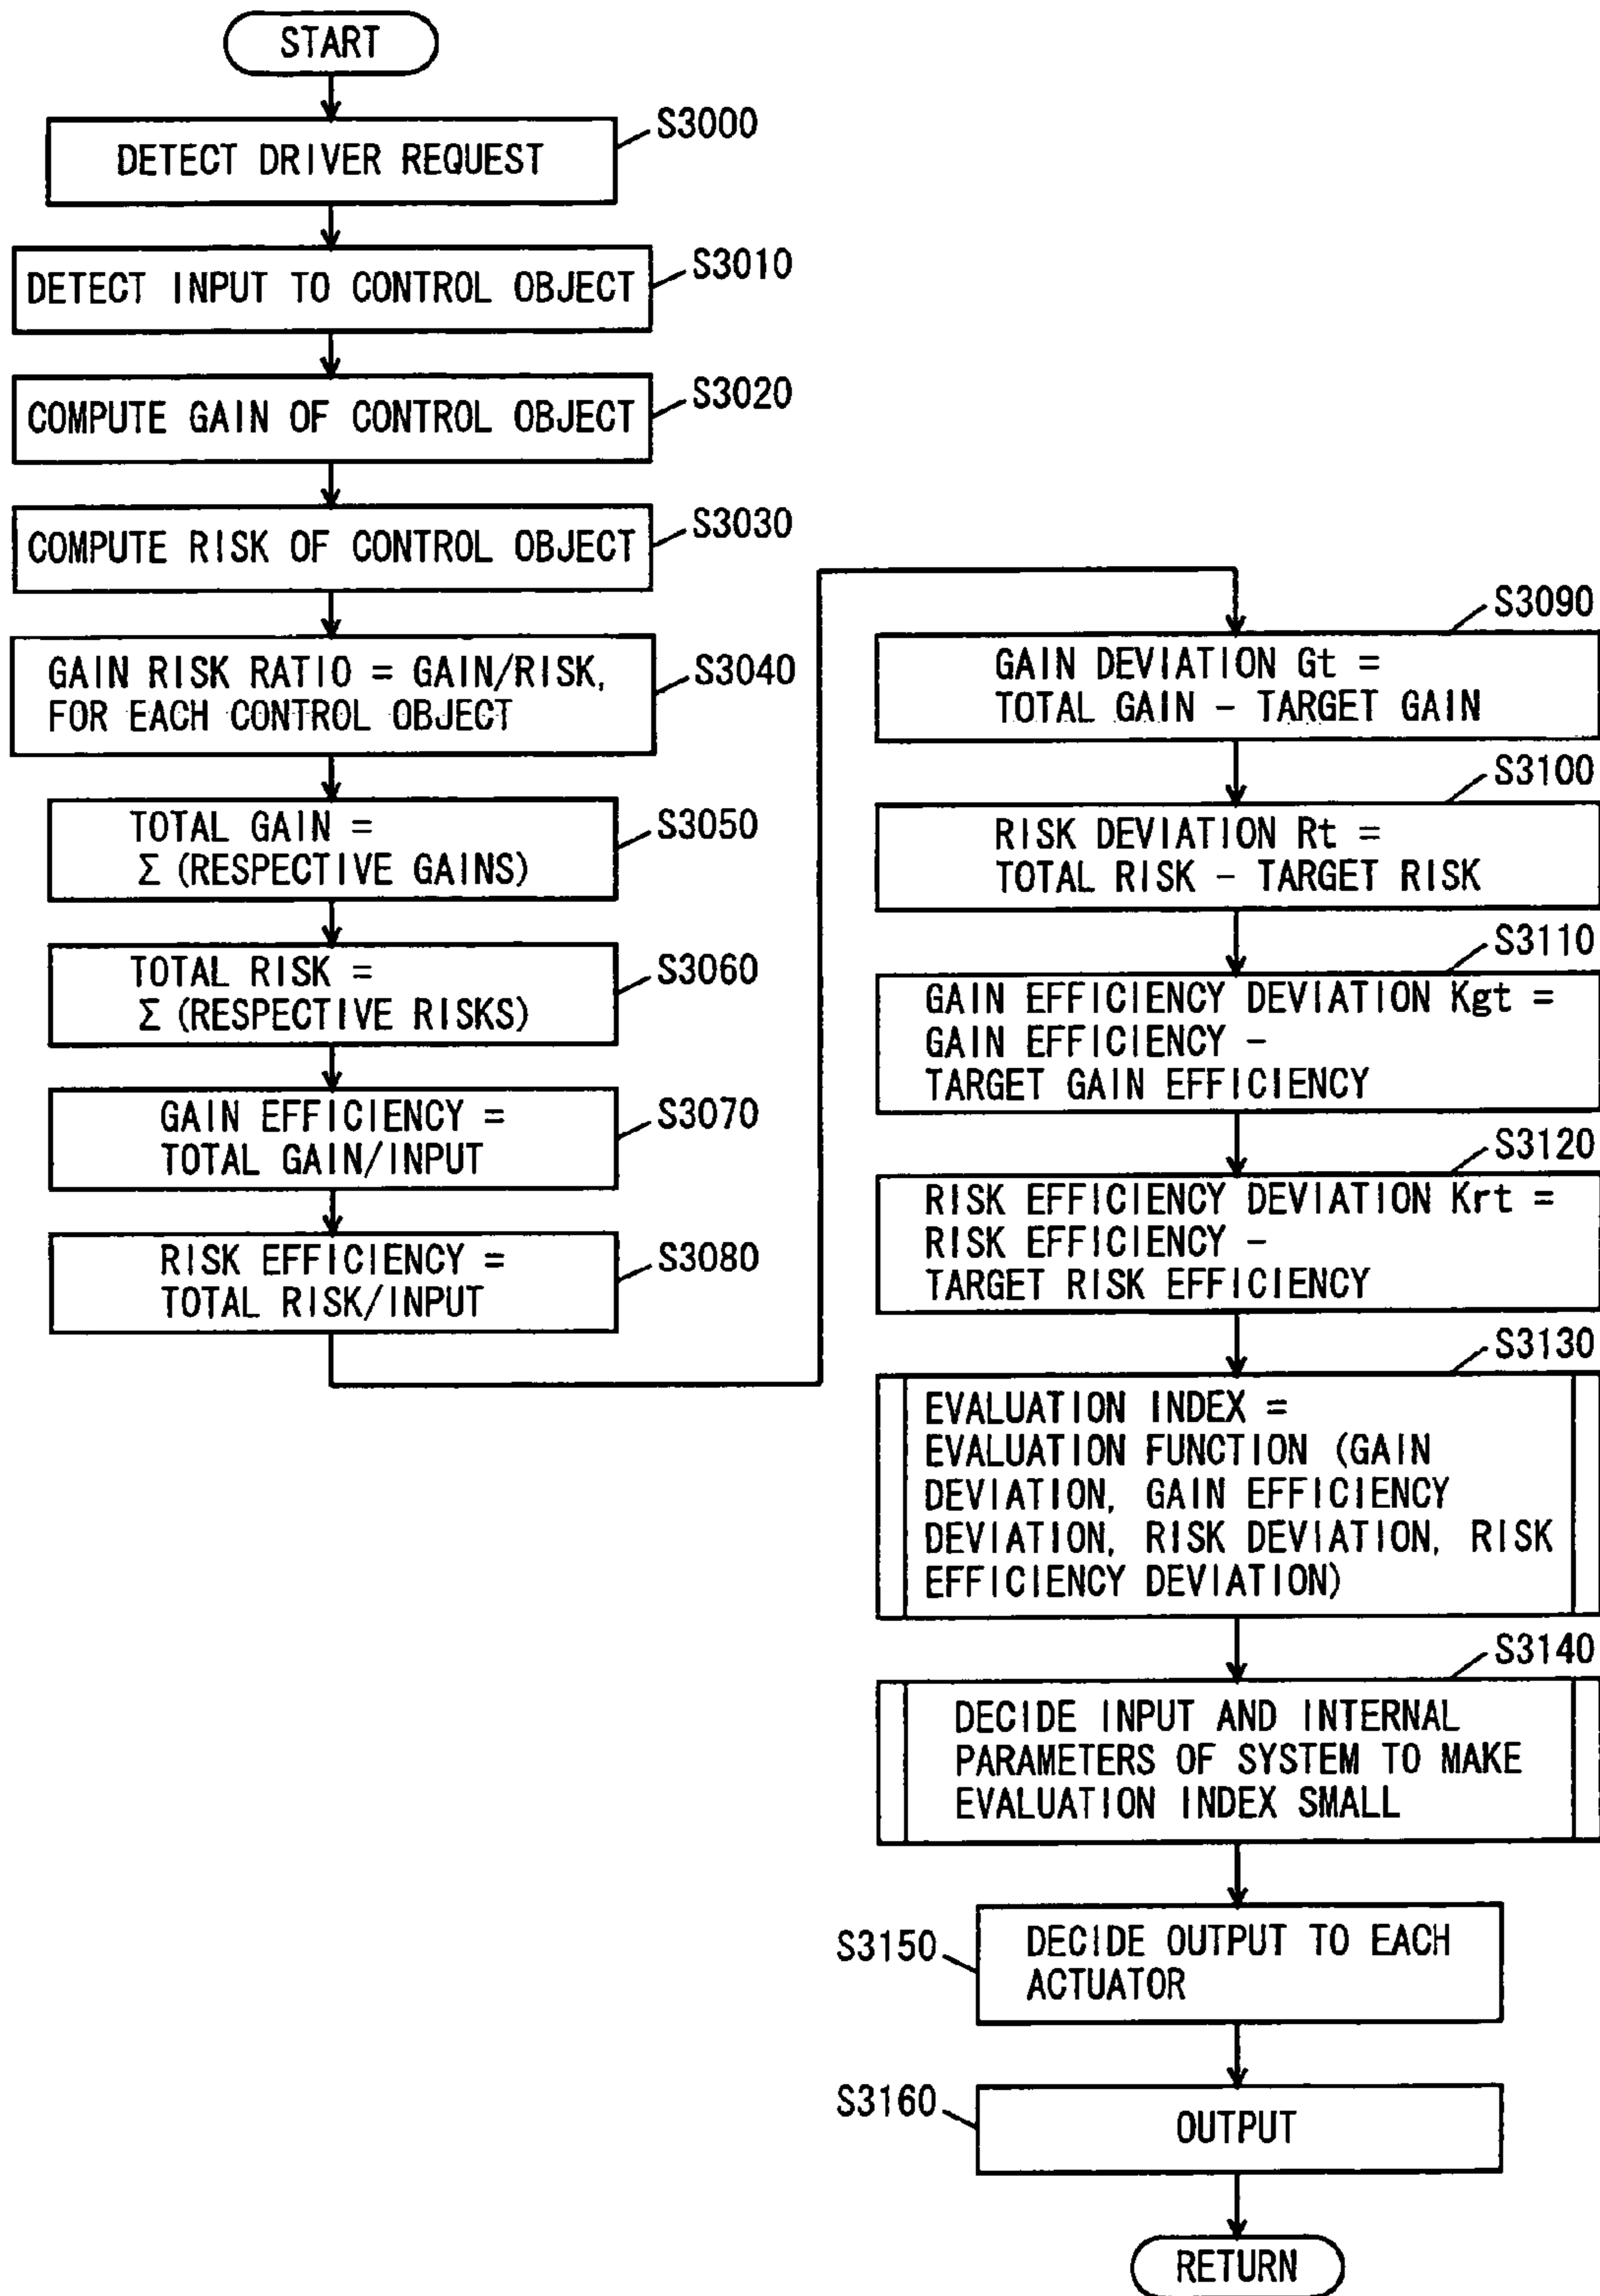 START
S3000
DETECT DRIVER REQUEST
S3010
DETECT INPUT TO CONTROL OBJECT
S3020
COMPUTE GAIN OF CONTROL OBJECT
S3030
COMPUTE RISK OF CONTROL OBJECT
S3040
GAIN RISK RATIO = GAIN/RISK,
FOR EACH CONTROL OBJECT
S3050
TOTAL GAIN =
Σ (RESPECTIVE GAINS)
S3060
TOTAL RISK =
Σ (RESPECTIVE RISKS)
S3070
GAIN EFFICIENCY =
TOTAL GAIN/INPUT
S3080
RISK EFFICIENCY =
TOTAL RISK/INPUT
S3090
GAIN DEVIATION Gt =
TOTAL GAIN − TARGET GAIN
S3100
RISK DEVIATION Rt =
TOTAL RISK − TARGET RISK
S3110
GAIN EFFICIENCY DEVIATION Kgt =
GAIN EFFICIENCY −
TARGET GAIN EFFICIENCY
S3120
RISK EFFICIENCY DEVIATION Krt =
RISK EFFICIENCY −
TARGET RISK EFFICIENCY
S3130
EVALUATION INDEX =
EVALUATION FUNCTION (GAIN
DEVIATION, GAIN EFFICIENCY
DEVIATION, RISK DEVIATION, RISK
EFFICIENCY DEVIATION)
S3140
DECIDE INPUT AND INTERNAL
PARAMETERS OF SYSTEM TO MAKE
EVALUATION INDEX SMALL
S3150
DECIDE OUTPUT TO EACH
ACTUATOR
S3160
OUTPUT
RETURN